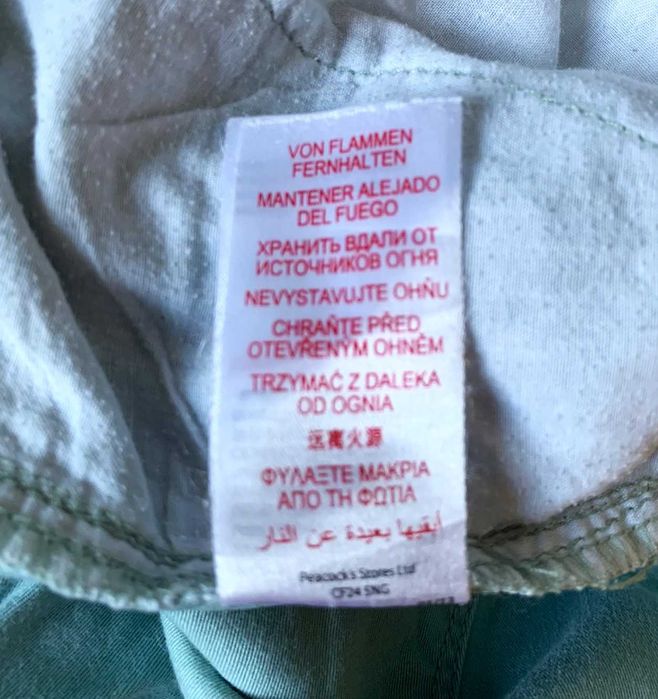 VON FLAMMEN
FERNHALTEN
MANTENER ALEJADO
DEL FUEGO
ХРАНИТЬ ВДАЛИ ОТ
ИСТОЧНИКОВ ОГНЯ
NEVYSTAVUJTE OHŇU
CHRAŇTE PŘED
OTEVŘENÝM OHNĚM
TRZYMAĆ Z DALEKA
OD OGNIA
远离火源
ΦΥΛΑΞΤΕ ΜΑΚΡΙΑ
ΑΠΟ ΤΗ ΦΩΤΙΑ
أبقيها بعيدة عن النار
Peacock's Stores Ltd
CF24 5NG